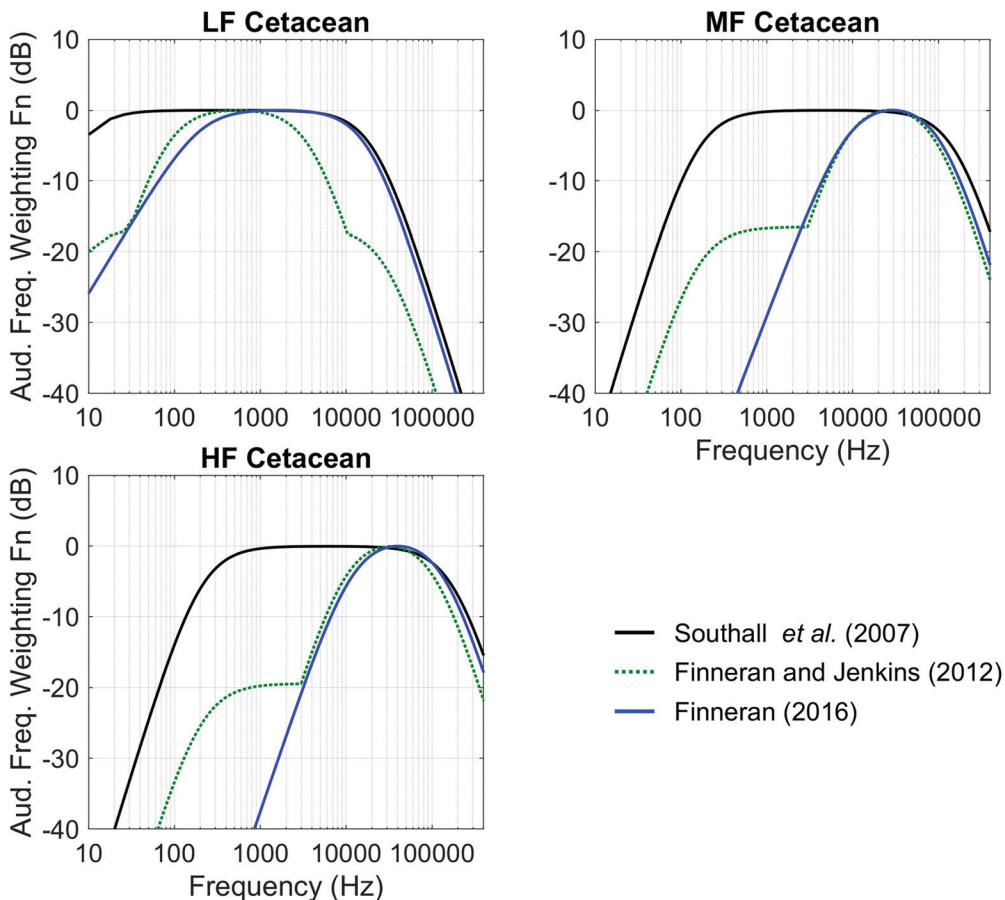 LF Cetacean
Aud. Freq. Weighting Fn (dB)
10
0
-10
-20
-30
-40
10 100 1000 10000 100000
MF Cetacean
10
0
-10
-20
-30
-40
10 100 1000 10000 100000
Frequency (Hz)
HF Cetacean
Aud. Freq. Weighting Fn (dB)
10
0
-10
-20
-30
-40
10 100 1000 10000 100000
Frequency (Hz)
Southall et al. (2007)
Finneran and Jenkins (2012)
Finneran (2016)